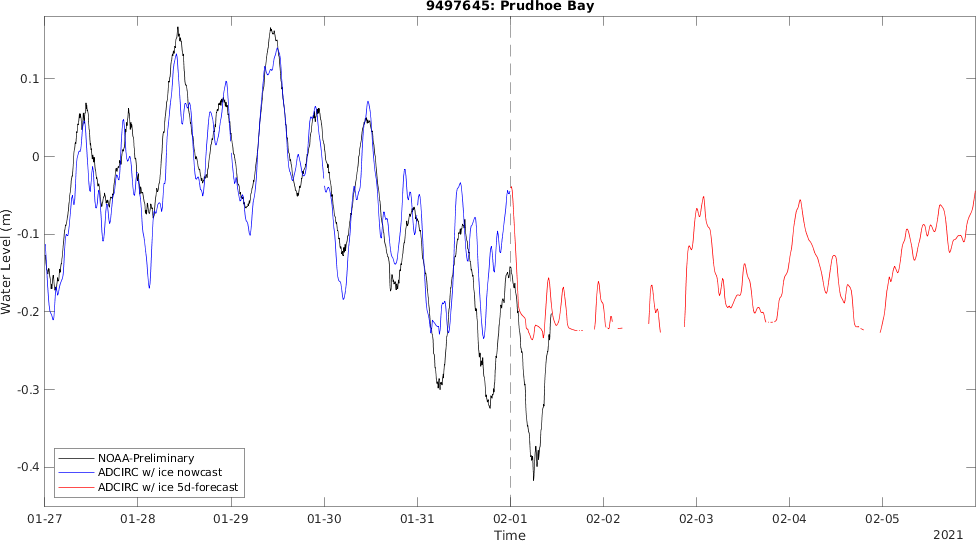 9497645: Prudhoe Bay
Water Level (m)
0.1
0
-0.1
-0.2
-0.3
-0.4
NOAA-Preliminary
ADCIRC w/ ice nowcast
ADCIRC w/ ice 5d-forecast
01-27 01-28 01-29 01-30 01-31 02-01 02-02 02-03 02-04 02-05
Time
2021